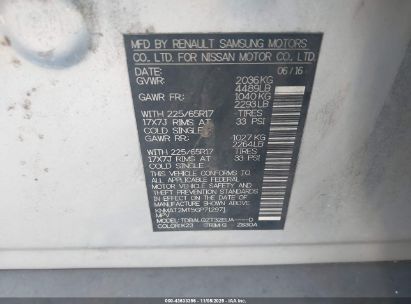 MFD BY RENAULT SAMSUNG MOTORS
CO. LTD. FOR NISSAN MOTOR CO., LTD.
DATE: 06/16
GVWR: 2036KG
4489LB
GAWR FR: 1040KG
2293LB
WITH 225/65R17 TIRES
17X7J RIMS AT 33 PSI
COLD SINGLE
GAWR RR: 1027KG
2264LB
WITH 225/65R17 TIRES
17X7J RIMS AT 33 PSI
COLD SINGLE
THIS VEHICLE CONFORMS TO ALL
APPLICABLE U.S. FEDERAL
MOTOR VEHICLE SAFETY AND
THEFT PREVENTION STANDARDS
IN EFFECT ON THE DATE OF
MANUFACTURE SHOWN ABOVE
MPV
COLOR: K23 TRIM: G